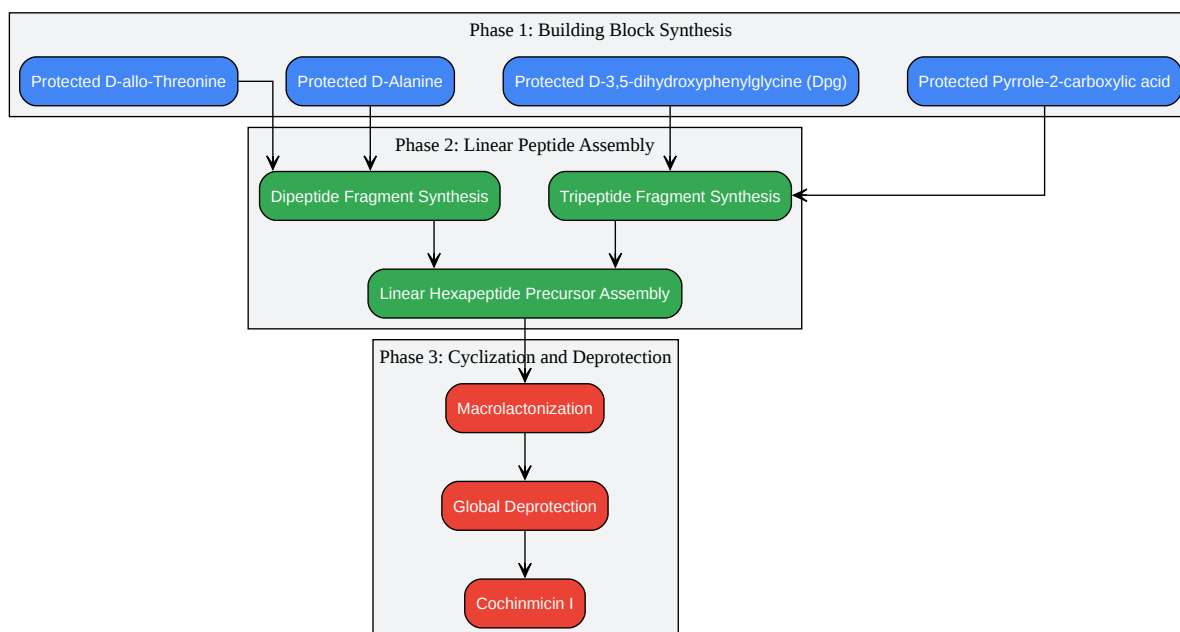 Phase 1: Building Block Synthesis
Protected D-allo-Threonine
Protected D-Alanine
Protected D-3,5-dihydroxyphenylglycine (Dpg)
Protected Pyrrole-2-carboxylic acid
Phase 2: Linear Peptide Assembly
Dipeptide Fragment Synthesis
Tripeptide Fragment Synthesis
Linear Hexapeptide Precursor Assembly
Phase 3: Cyclization and Deprotection
Macrolactonization
Global Deprotection
Cochinmicin I